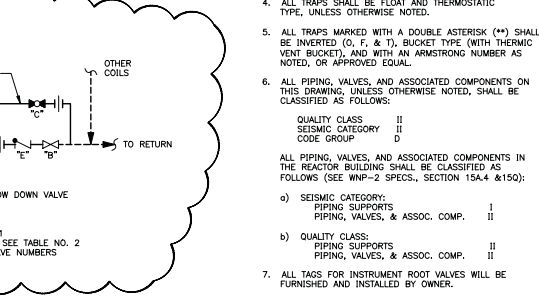 OTHER
COILS
"C"
TO RETURN
"E"
"B"
OW DOWN VALVE
SEE TABLE NO. 2
VE NUMBERS
4. ALL TRAPS SHALL BE FLOAT AND THERMOSTATIC
TYPE, UNLESS OTHERWISE NOTED.
5. ALL TRAPS MARKED WITH A DOUBLE ASTERISK (**) SHALL
BE INVERTED (O, F, & T), BUCKET TYPE (WITH THERMIC
VENT BUCKET), AND WITH AN ARMSTRONG NUMBER AS
NOTED, OR APPROVED EQUAL.
6. ALL PIPING, VALVES, AND ASSOCIATED COMPONENTS ON
THIS DRAWING, UNLESS OTHERWISE NOTED, SHALL BE
CLASSIFIED AS FOLLOWS:
QUALITY CLASS II
SEISMIC CATEGORY II
CODE GROUP D
ALL PIPING, VALVES, AND ASSOCIATED COMPONENTS IN
THE REACTOR BUILDING SHALL BE CLASSIFIED AS
FOLLOWS (SEE WNP-2 SPECS., SECTION 15A.4 &15Q):
a) SEISMIC CATEGORY:
PIPING SUPPORTS I
PIPING, VALVES, & ASSOC. COMP. II
b) QUALITY CLASS:
PIPING SUPPORTS II
PIPING, VALVES, & ASSOC. COMP. II
7. ALL TAGS FOR INSTRUMENT ROOT VALVES WILL BE
FURNISHED AND INSTALLED BY OWNER.